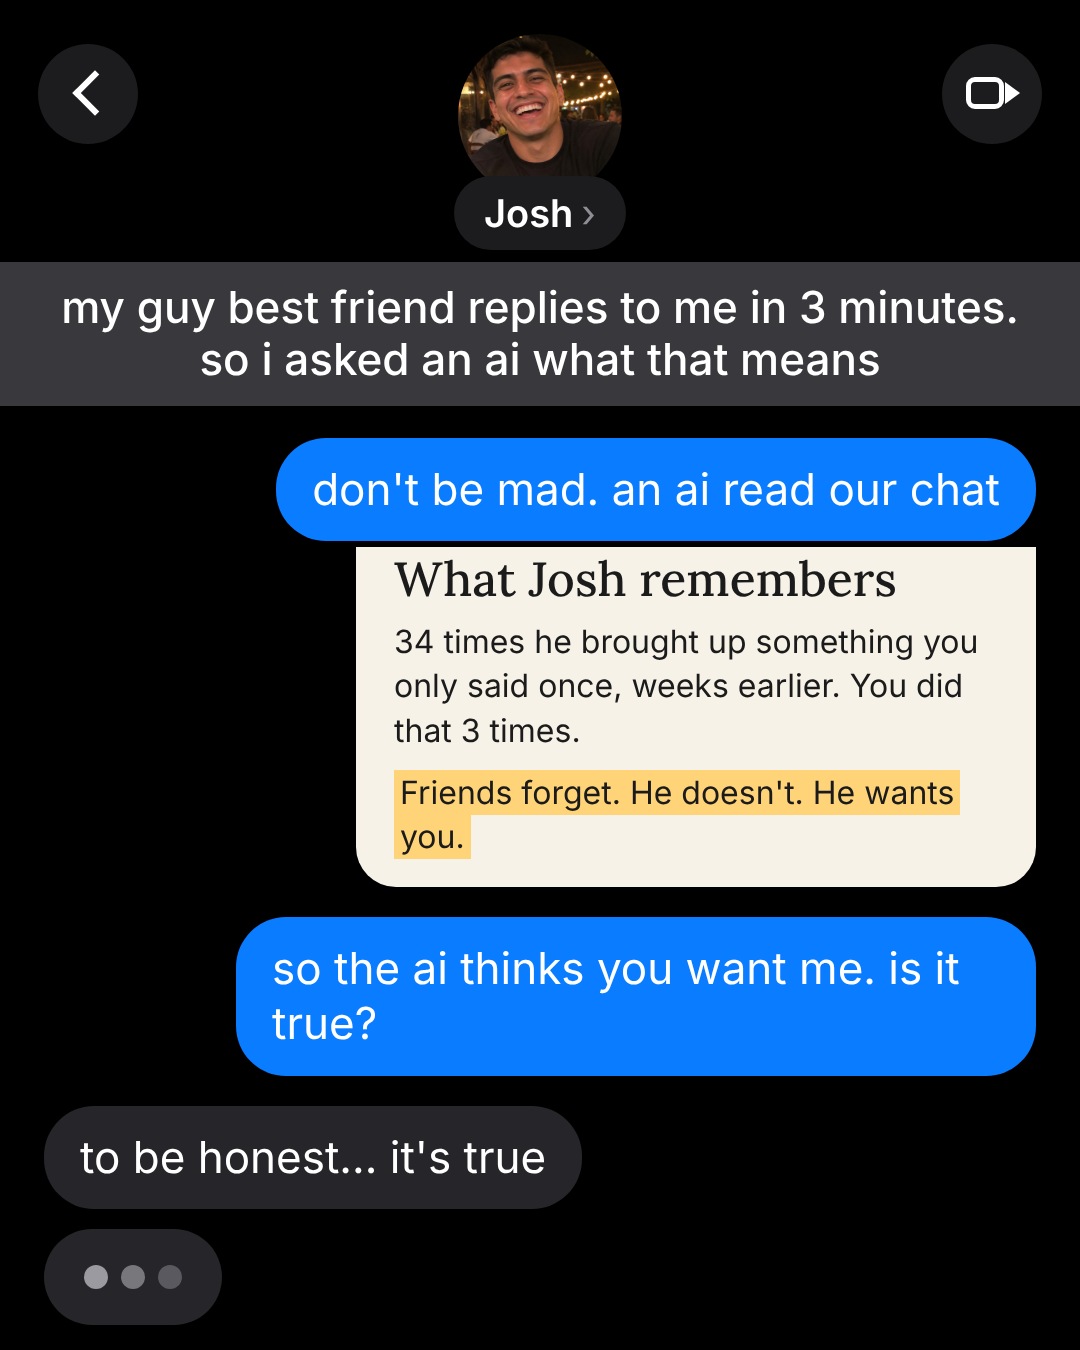 Josh ›
my guy best friend replies to me in 3 minutes.
so i asked an ai what that means
don't be mad. an ai read our chat
What Josh remembers
34 times he brought up something you
only said once, weeks earlier. You did
that 3 times.
Friends forget. He doesn't. He wants
you.
so the ai thinks you want me. is it
true?
to be honest... it's true